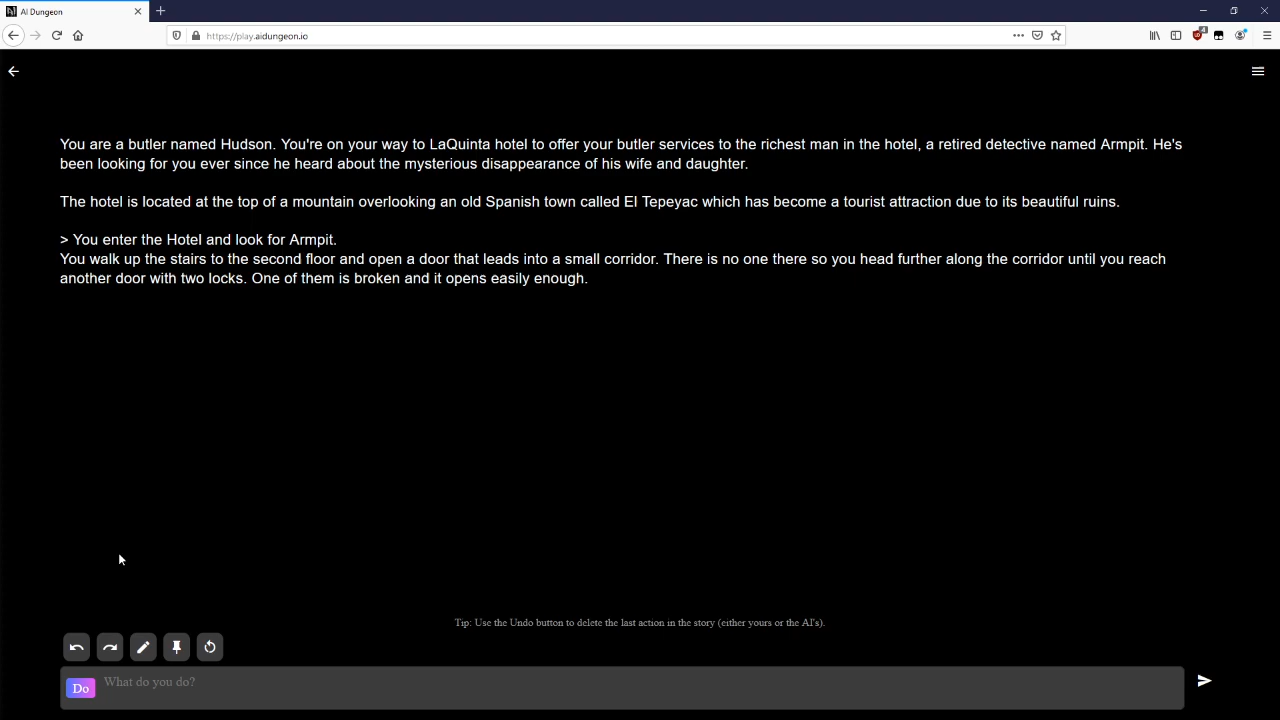 AI Dungeon
https://play.aidungeon.io
You are a butler named Hudson. You're on your way to LaQuinta hotel to offer your butler services to the richest man in the hotel, a retired detective named Armpit. He's
been looking for you ever since he heard about the mysterious disappearance of his wife and daughter.
The hotel is located at the top of a mountain overlooking an old Spanish town called El Tepeyac which has become a tourist attraction due to its beautiful ruins.
> You enter the Hotel and look for Armpit.
You walk up the stairs to the second floor and open a door that leads into a small corridor. There is no one there so you head further along the corridor until you reach
another door with two locks. One of them is broken and it opens easily enough.
Tip: Use the Undo button to delete the last action in the story (either yours or the AI's).
Do What do you do?